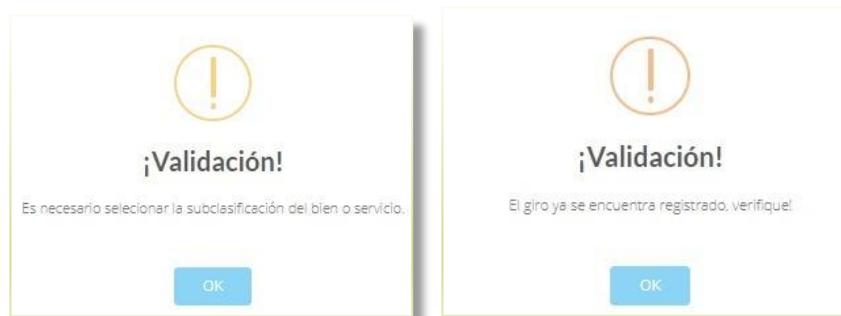 ¡Validación!
Es necesario selecionar la subclasificación del bien o servicio.
OK
¡Validación!
El giro ya se encuentra registrado, verifique!
OK